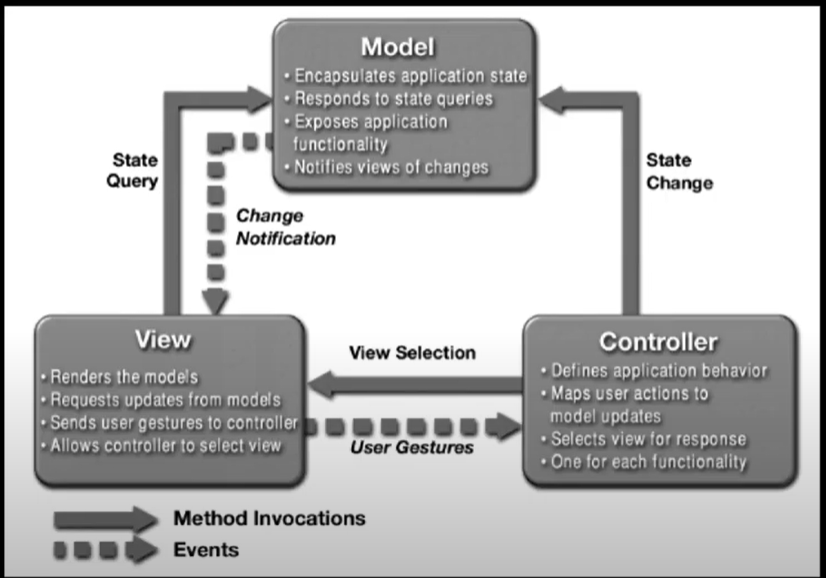 Model
• Encapsulates application state
• Responds to state queries
• Exposes application
functionality
• Notifies views of changes
State
Query
Change
Notification
State
Change
View
• Renders the models
• Requests updates from models
• Sends user gestures to controller
• Allows controller to select view
View Selection
User Gestures
Controller
• Defines application behavior
• Maps user actions to
model updates
• Selects view for response
• One for each functionality
Method Invocations
Events